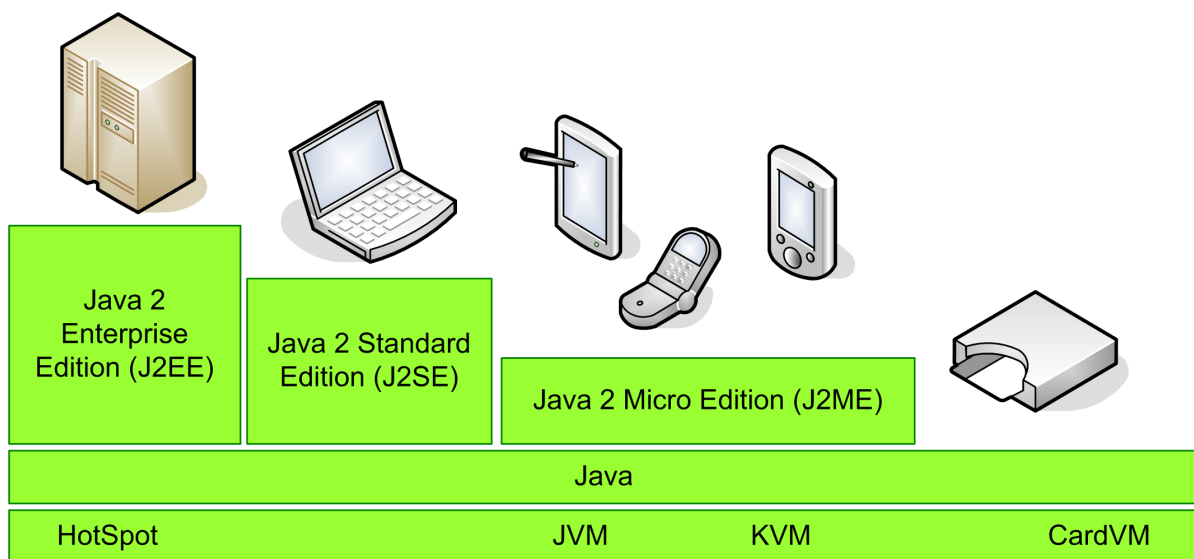 Java 2
Enterprise
Edition (J2EE)
Java 2 Standard
Edition (J2SE)
Java 2 Micro Edition (J2ME)
Java
HotSpot JVM KVM CardVM